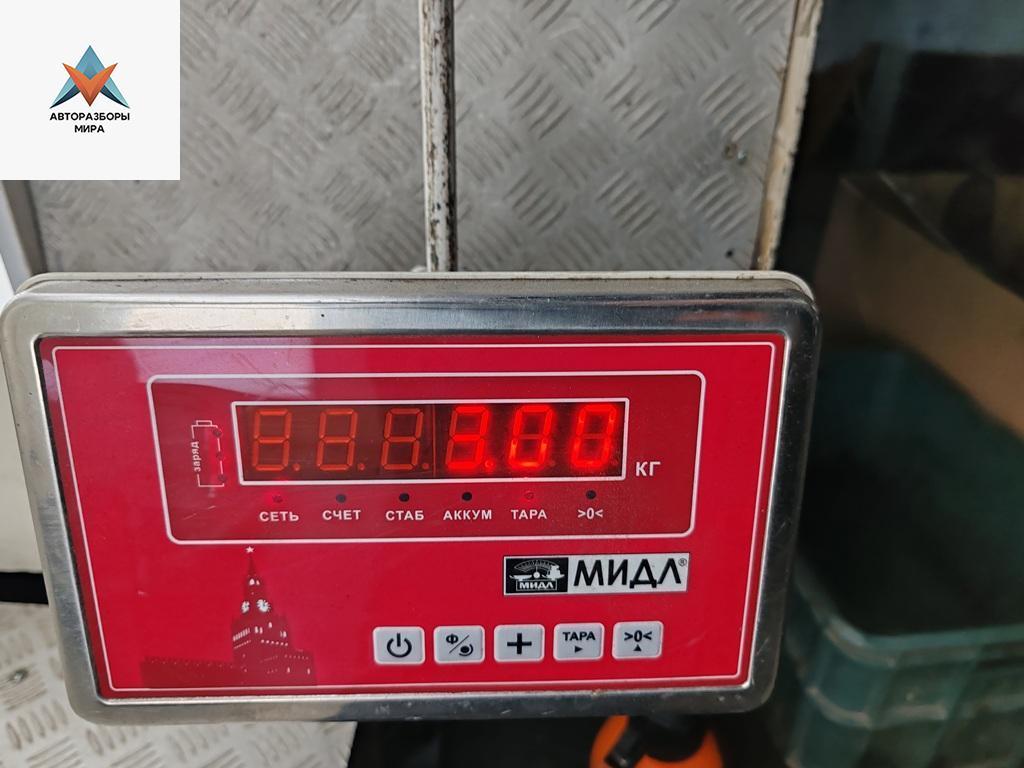 АВТОРАЗБОРЫ
МИРА
заряд
3.00
КГ
СЕТЬ СЧЕТ СТАБ АККУМ ТАРА >0<
МИДЛ
МИДЛ®
Ф/ + ТАРА >0<